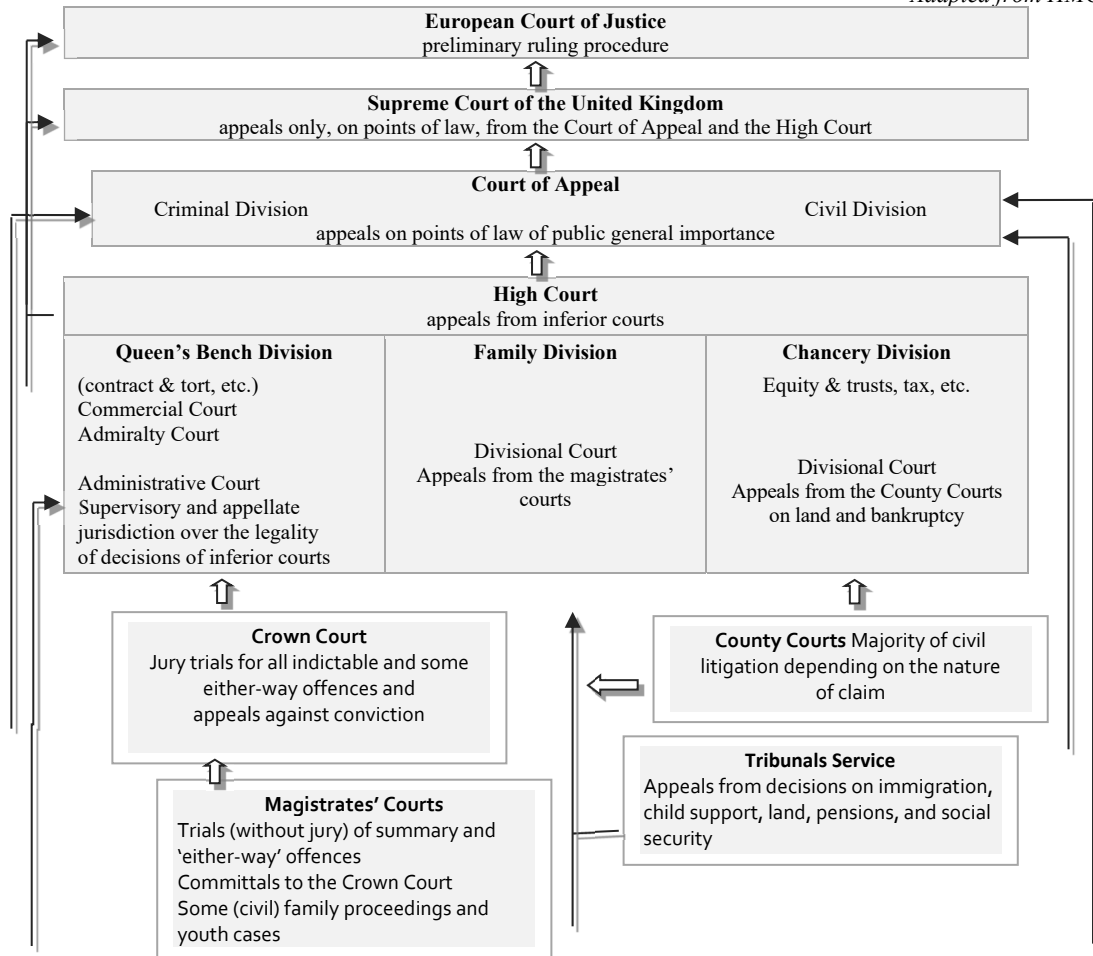 Adapted from HMC
European Court of Justice
preliminary ruling procedure
Supreme Court of the United Kingdom
appeals only, on points of law, from the Court of Appeal and the High Court
Court of Appeal
Criminal Division
Civil Division
appeals on points of law of public general importance
High Court
appeals from inferior courts
Queen’s Bench Division
(contract & tort, etc.)
Commercial Court
Admiralty Court
Administrative Court
Supervisory and appellate
jurisdiction over the legality
of decisions of inferior courts
Family Division
Divisional Court
Appeals from the magistrates’
courts
Chancery Division
Equity & trusts, tax, etc.
Divisional Court
Appeals from the County Courts
on land and bankruptcy
Crown Court
Jury trials for all indictable and some
either-way offences and
appeals against conviction
County Courts Majority of civil
litigation depending on the nature
of claim
Tribunals Service
Appeals from decisions on immigration,
child support, land, pensions, and social
security
Magistrates’ Courts
Trials (without jury) of summary and
‘either-way’ offences
Committals to the Crown Court
Some (civil) family proceedings and
youth cases